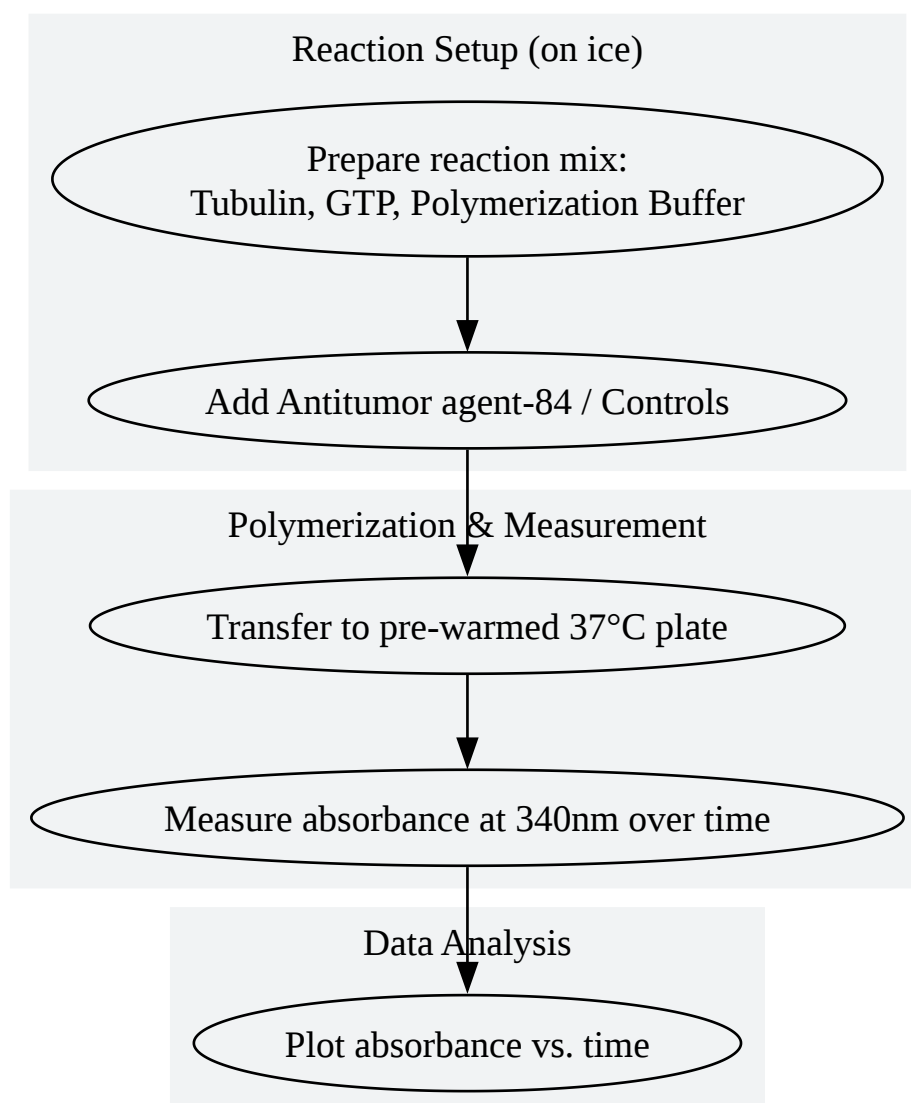 Reaction Setup (on ice)
Prepare reaction mix:
Tubulin, GTP, Polymerization Buffer
Add Antitumor agent-84 / Controls
Polymerization & Measurement
Transfer to pre-warmed 37°C plate
Measure absorbance at 340nm over time
Data Analysis
Plot absorbance vs. time